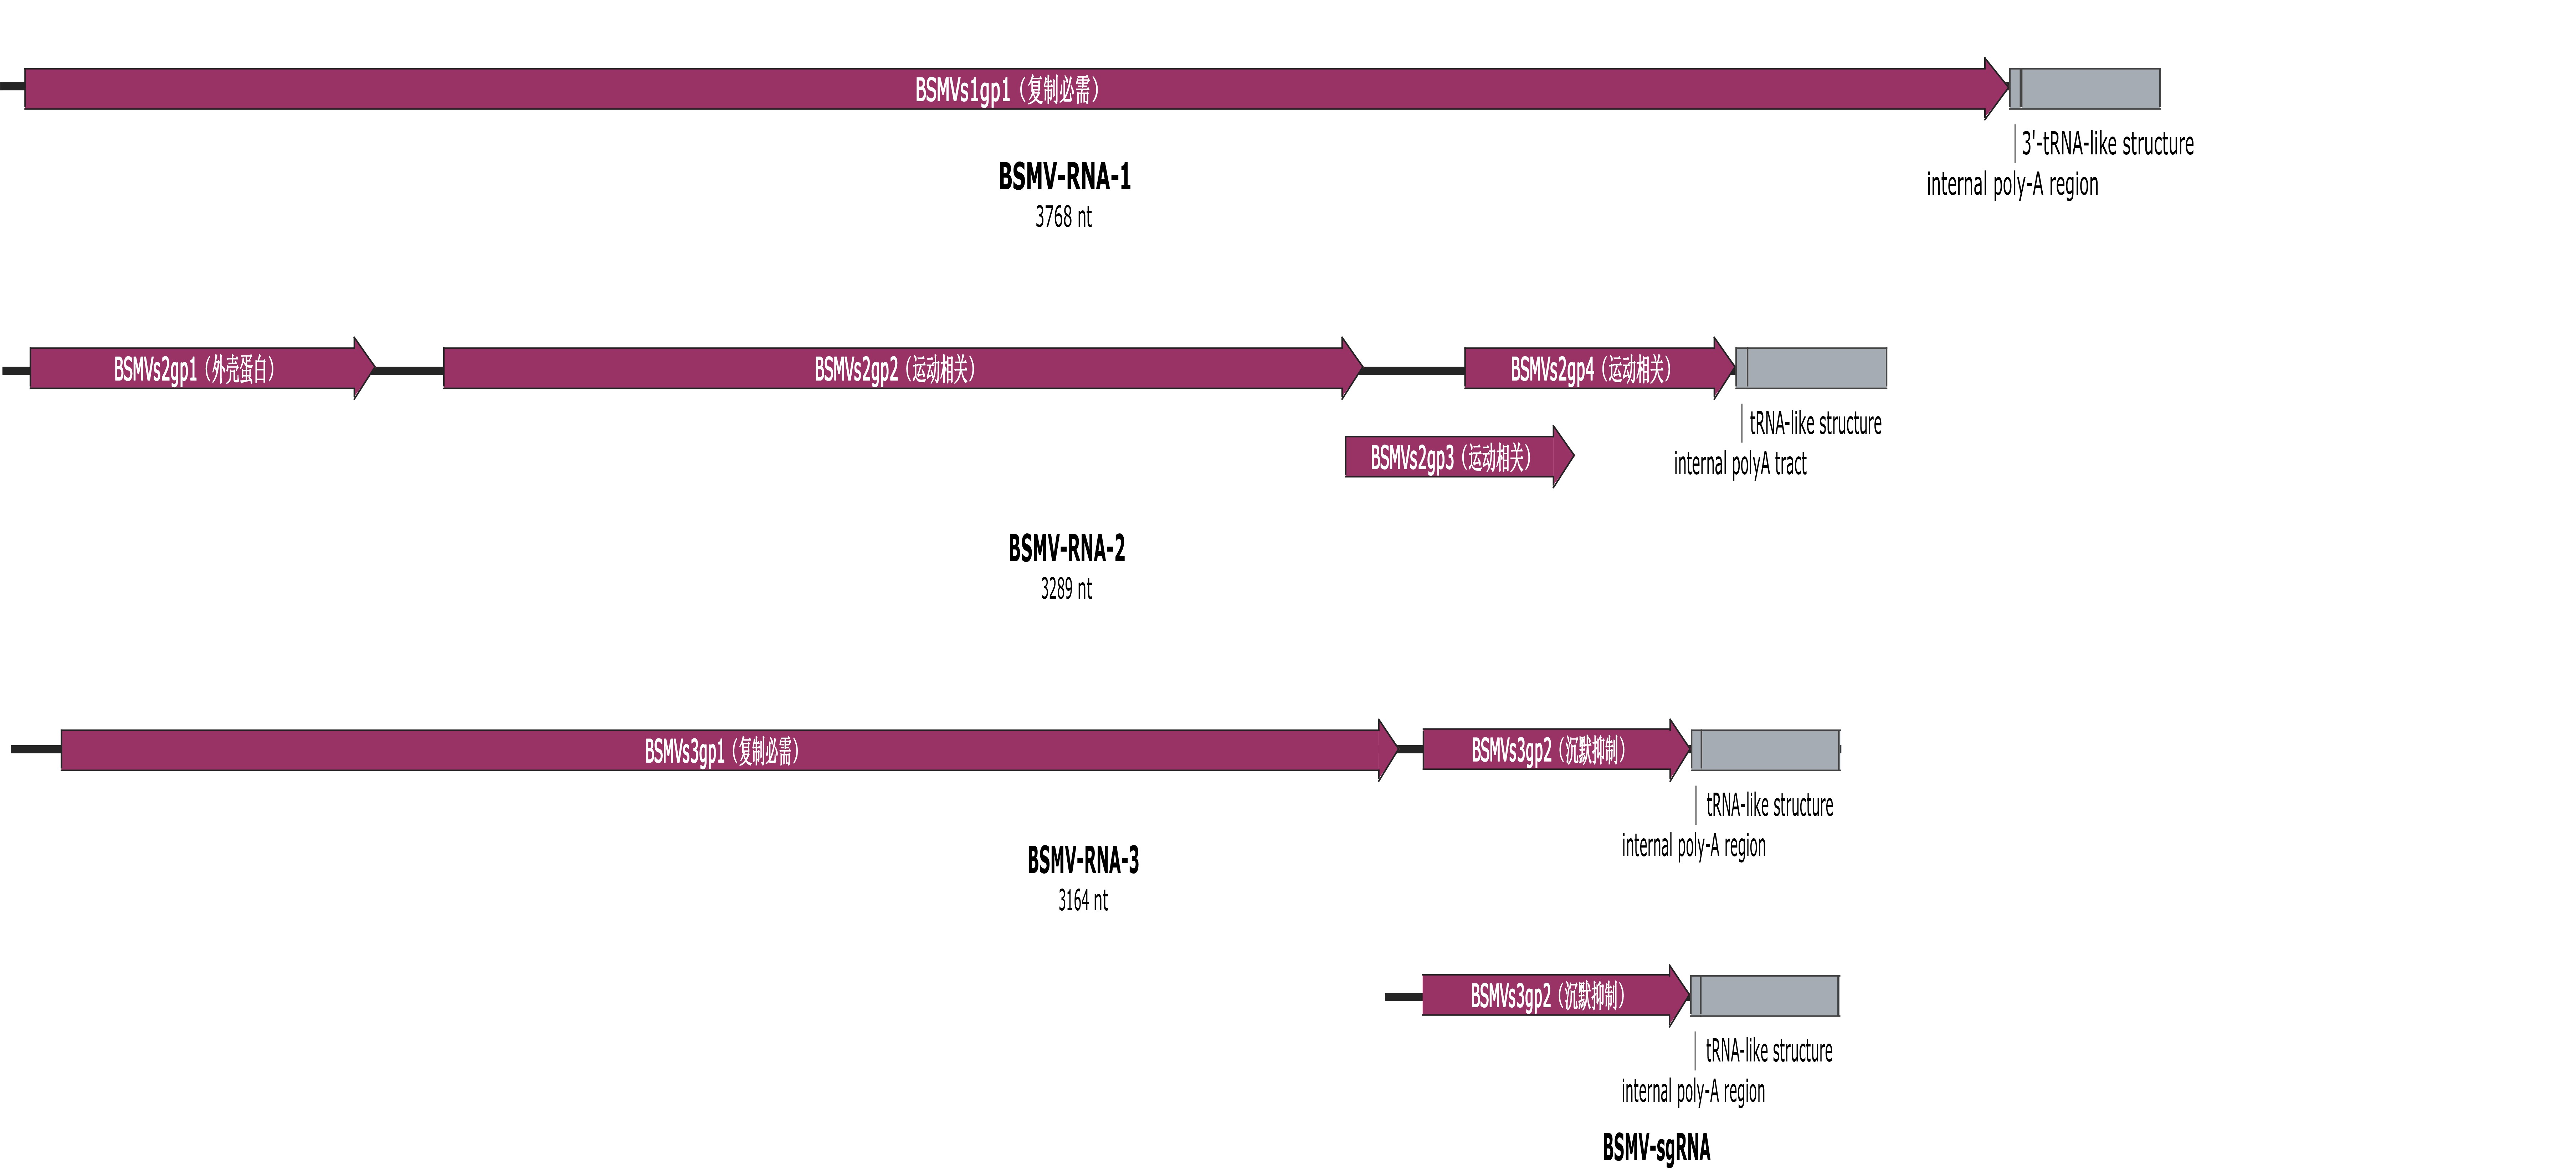 BSMVs1gp1（复制必需）
3'-tRNA-like structure
internal poly-A region
BSMV-RNA-1
3768 nt
BSMVs2gp1（外壳蛋白）
BSMVs2gp2（运动相关）
BSMVs2gp4（运动相关）
tRNA-like structure
BSMVs2gp3（运动相关）
internal polyA tract
BSMV-RNA-2
3289 nt
BSMVs3gp1（复制必需）
BSMVs3gp2（沉默抑制）
tRNA-like structure
internal poly-A region
BSMV-RNA-3
3164 nt
BSMVs3gp2（沉默抑制）
tRNA-like structure
internal poly-A region
BSMV-sgRNA